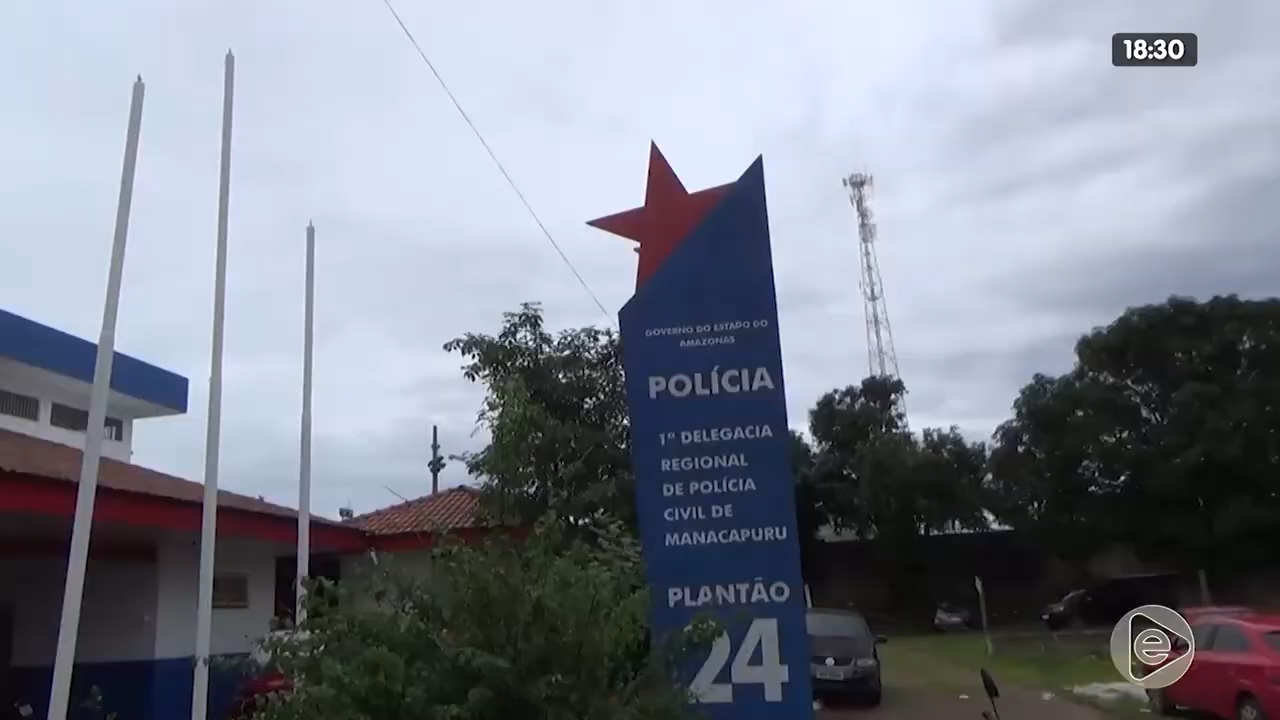 18:30
GOVERNO DO ESTADO DO
AMAZONAS
POLÍCIA
1ª DELEGACIA
REGIONAL
DE POLÍCIA
CIVIL DE
MANACAPURU
PLANTÃO
24
e